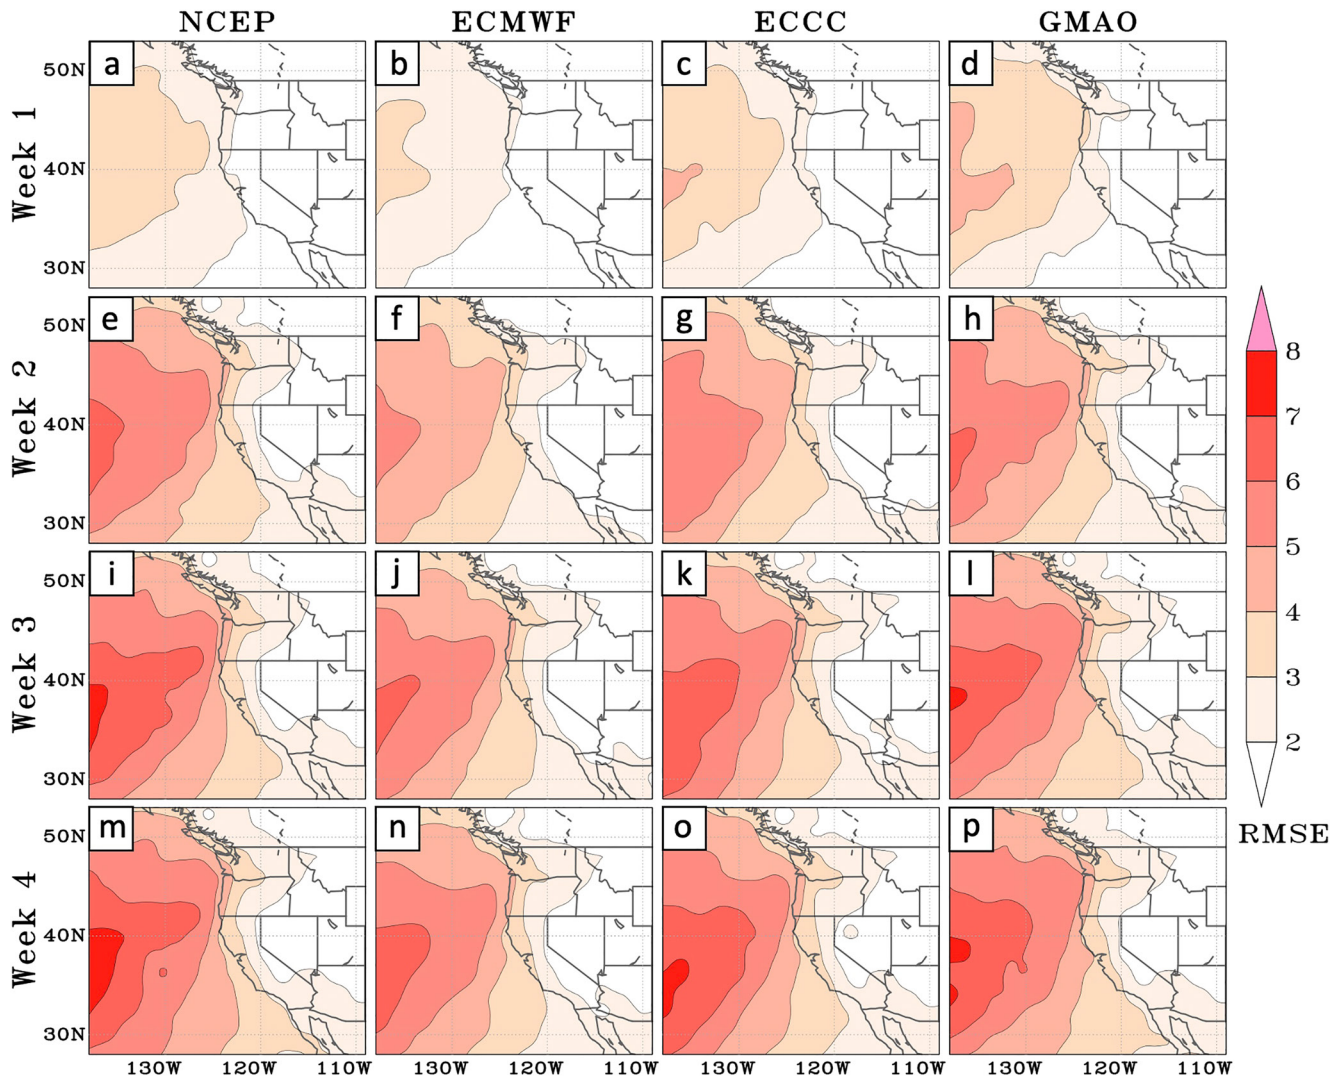 NCEP ECMWF ECCC GMAO
Week 1
a b c d
50N
40N
30N
Week 2
e f g h
50N
40N
30N
Week 3
i j k l
50N
40N
30N
Week 4
m n o p
50N
40N
30N
130W 120W 110W 130W 120W 110W 130W 120W 110W 130W 120W 110W
8
7
6
5
4
3
2
RMSE